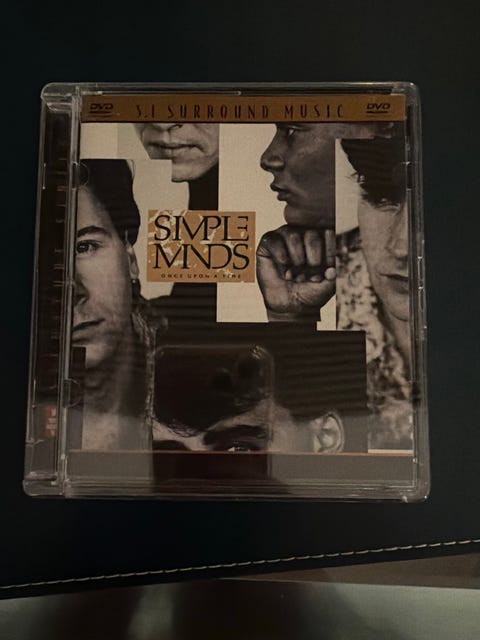 DVD 5.1 SURROUND MUSIC DVD
SIMPLE
MINDS
ONCE UPON A TIME